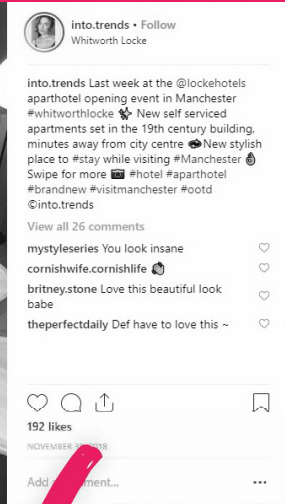 into.trends • Follow
Whitworth Locke
into.trends Last week at the @lockehotels
aparthotel opening event in Manchester
#whitworthlocke New self serviced
apartments set in the 19th century building,
minutes away from city centre New stylish
place to #stay while visiting #Manchester
Swipe for more #hotel #aparthotel
#brandnew #visitmanchester #ootd
©into.trends
View all 26 comments
mystyleseries You look insane
cornishwife.cornishlife
britney.stone Love this beautiful look
babe
theperfectdaily Def have to love this ~
192 likes
NOVEMBER 2018
Add ment...